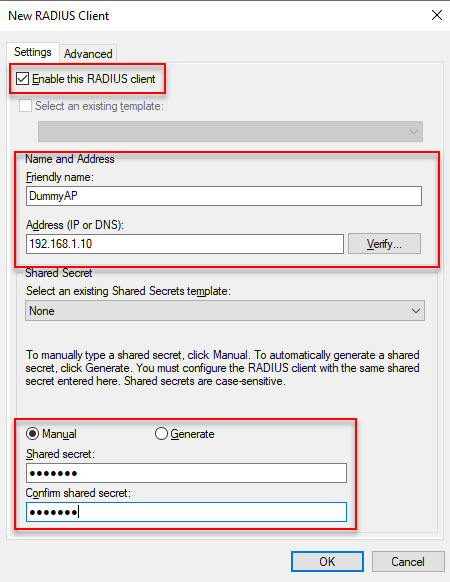 New RADIUS Client
Settings Advanced
Enable this RADIUS client
Select an existing template:
Name and Address
Friendly name:
DummyAP
Address (IP or DNS):
192.168.1.10 Verify...
Shared Secret
Select an existing Shared Secrets template:
None
To manually type a shared secret, click Manual. To automatically generate a shared
secret, click Generate. You must configure the RADIUS client with the same shared
secret entered here. Shared secrets are case-sensitive.
Manual Generate
Shared secret:
●●●●●●●
Confirm shared secret:
●●●●●●●
OK Cancel